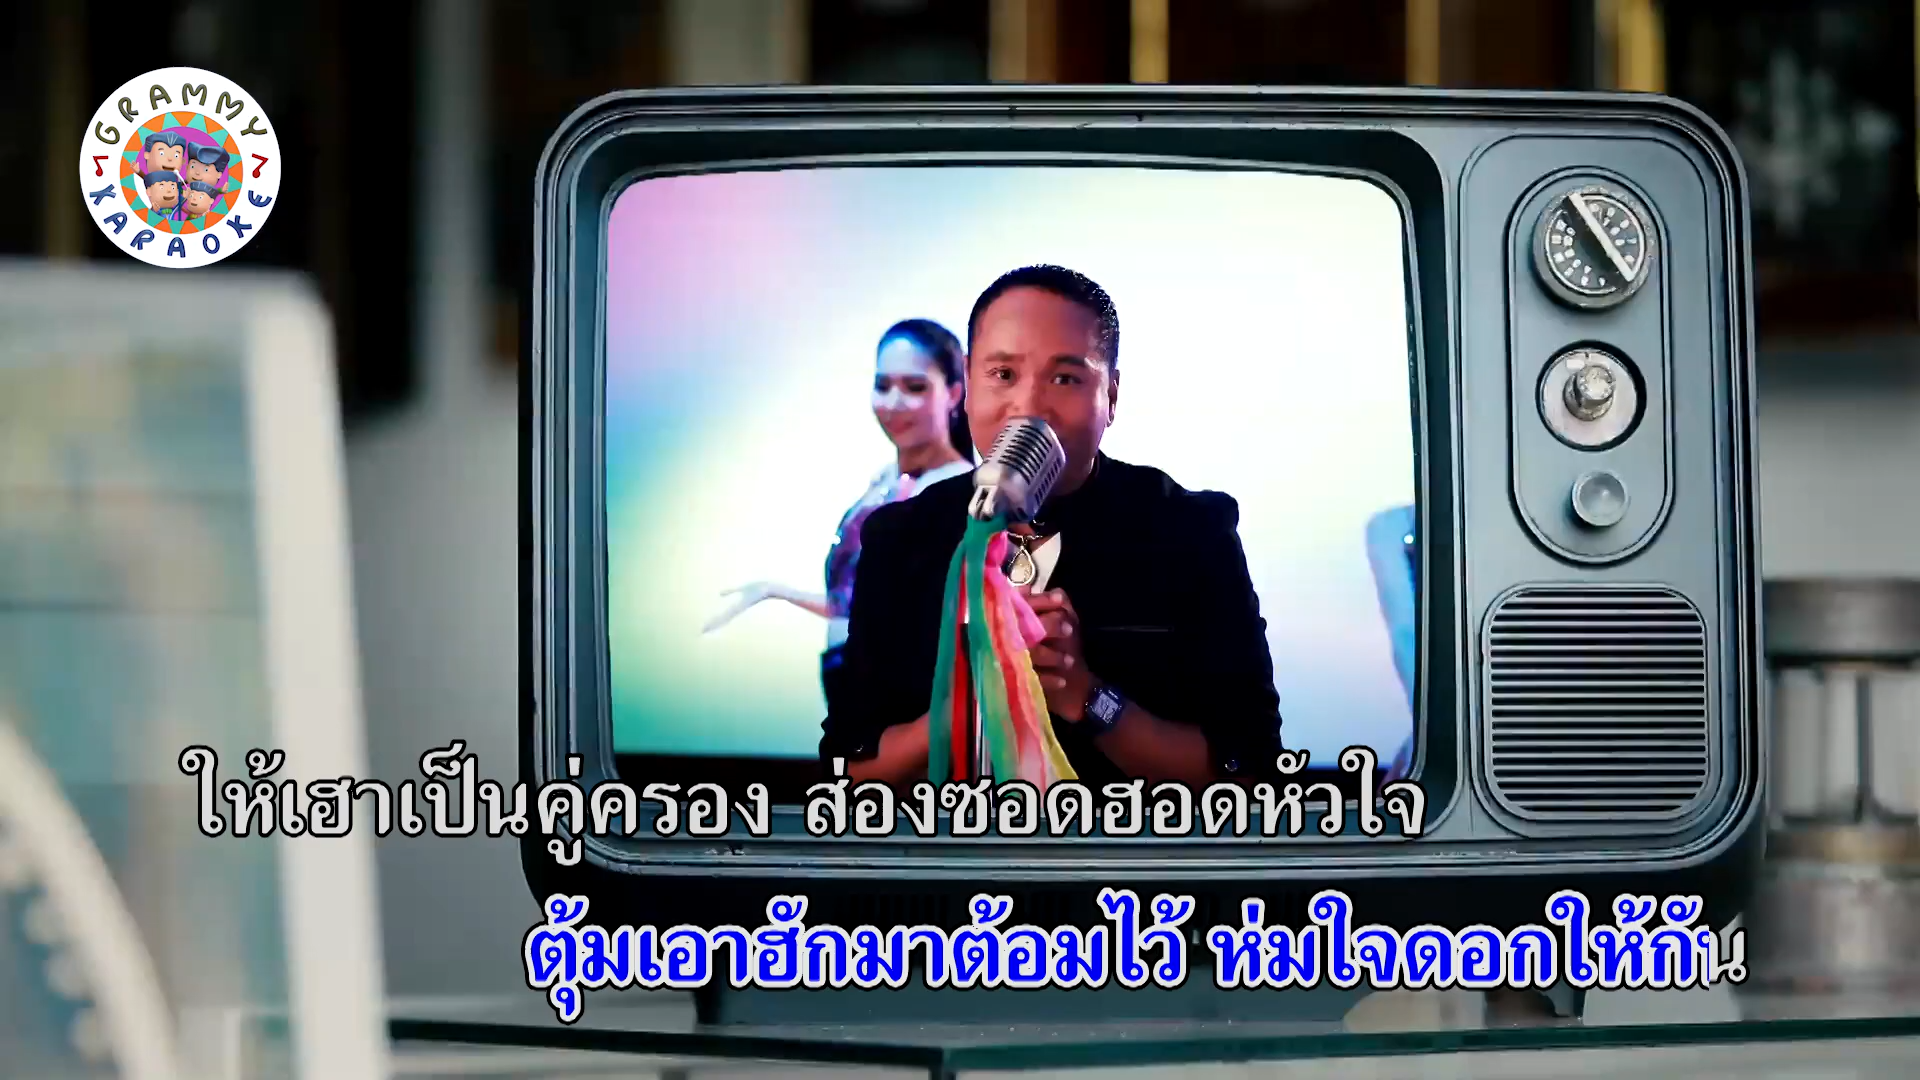 GRAMMY
KARAOKE
ให้เฮาเป็นคู่ครอง ส่องซอดฮอดหัวใจ
ตุ้มเอาฮักมาต้อมไว้ ห่มใจดอกให้กัน